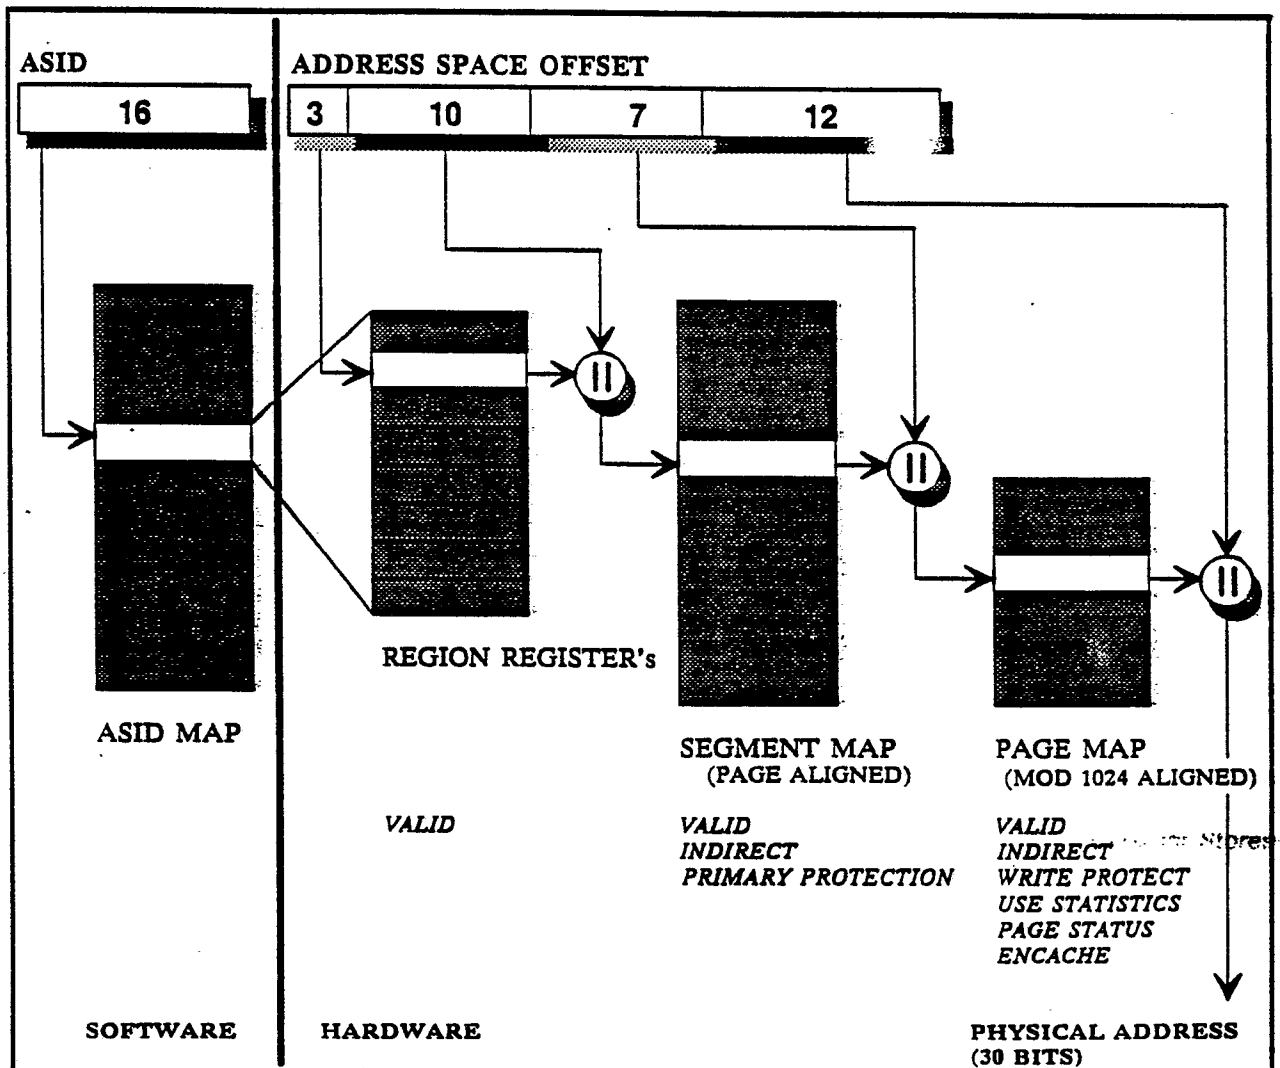 ASID
ADDRESS SPACE OFFSET
16
3
10
7
12
||
||
||
REGION REGISTER's
ASID MAP
SEGMENT MAP
(PAGE ALIGNED)
PAGE MAP
(MOD 1024 ALIGNED)
VALID
VALID
INDIRECT
PRIMARY PROTECTION
VALID
INDIRECT
WRITE PROTECT
USE STATISTICS
PAGE STATUS
ENCACHE
Stores
SOFTWARE
HARDWARE
PHYSICAL ADDRESS
(30 BITS)